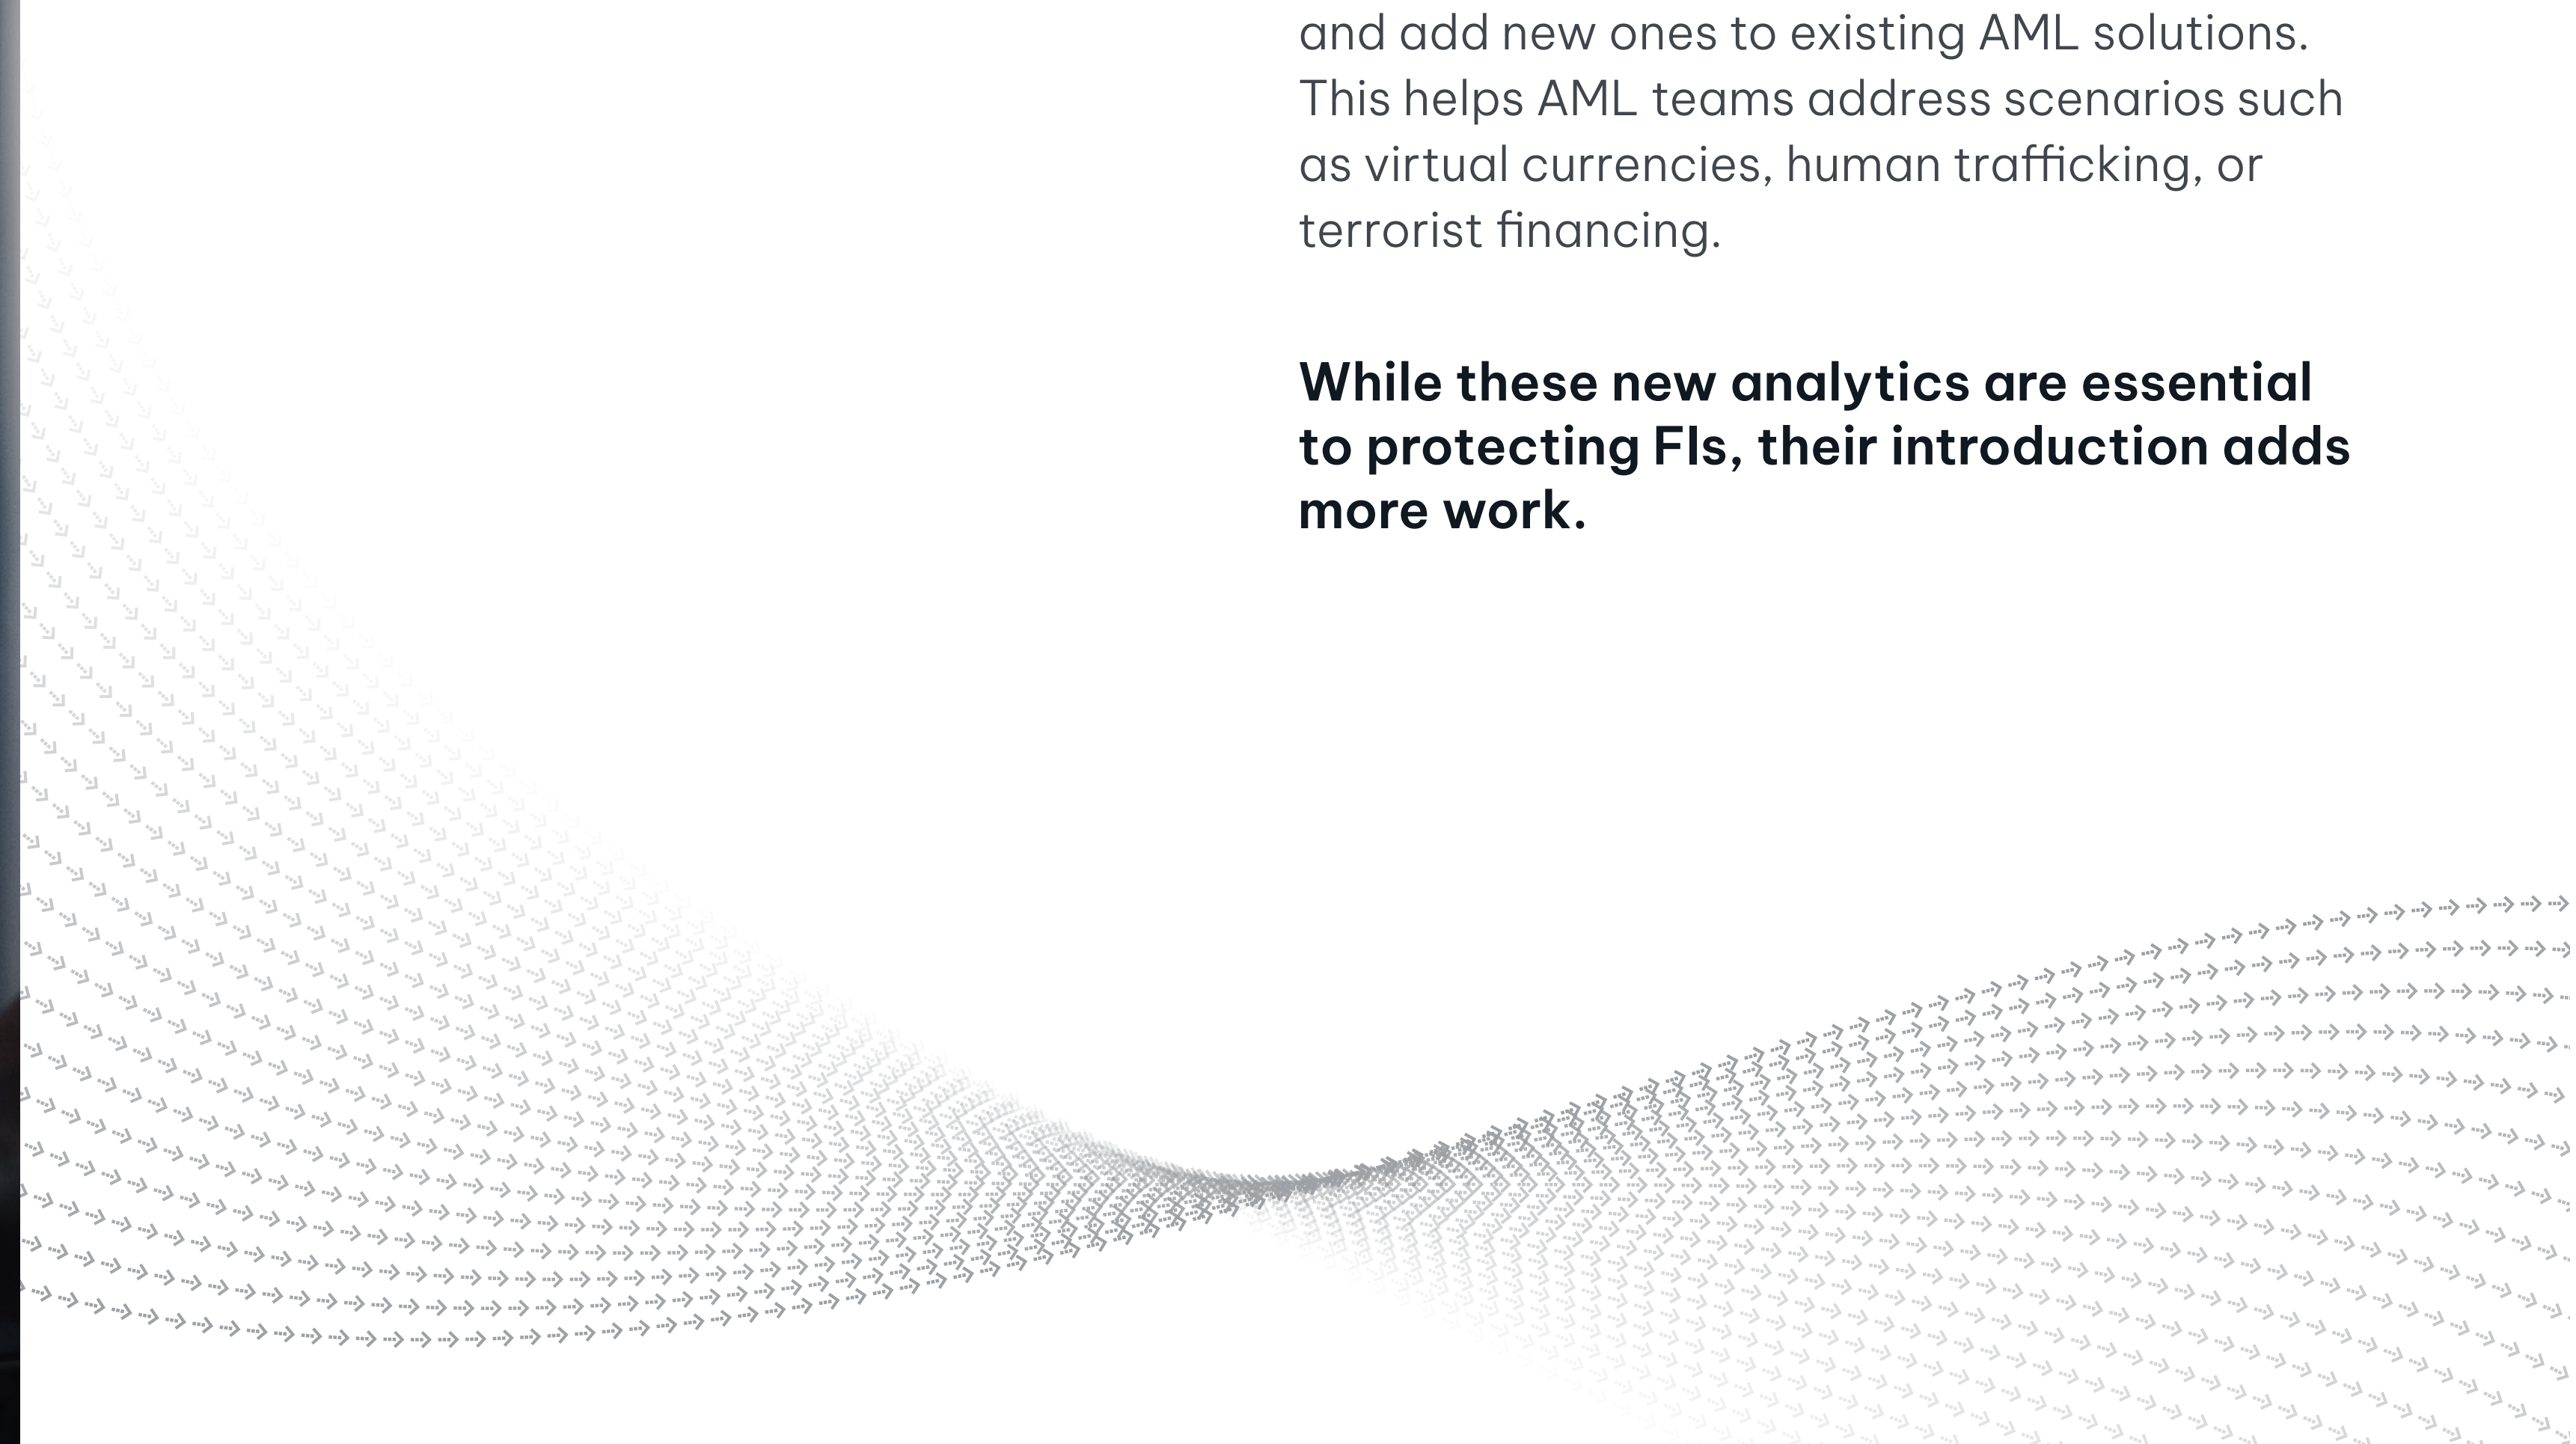 and add new ones to existing AML solutions.
This helps AML teams address scenarios such
as virtual currencies, human trafficking, or
terrorist financing.
While these new analytics are essential
to protecting FIs, their introduction adds
more work.